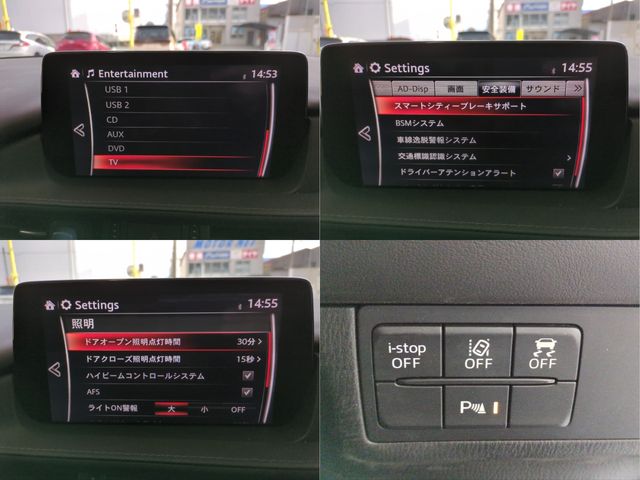 Entertainment 14:53
USB 1
USB 2
CD
AUX
DVD
TV
Settings 14:55
AD-Disp 画面 安全装備 サウンド
スマートシティーブレーキサポート
BSMシステム
車線逸脱警報システム
交通標識認識システム
ドライバーアテンションアラート
Settings 14:55
照明
ドアオープン照明点灯時間 30分
ドアクローズ照明点灯時間 15秒
ハイビームコントロールシステム
AFS
ライトON警報 大 小 OFF
i-stop OFF
OFF
OFF
P